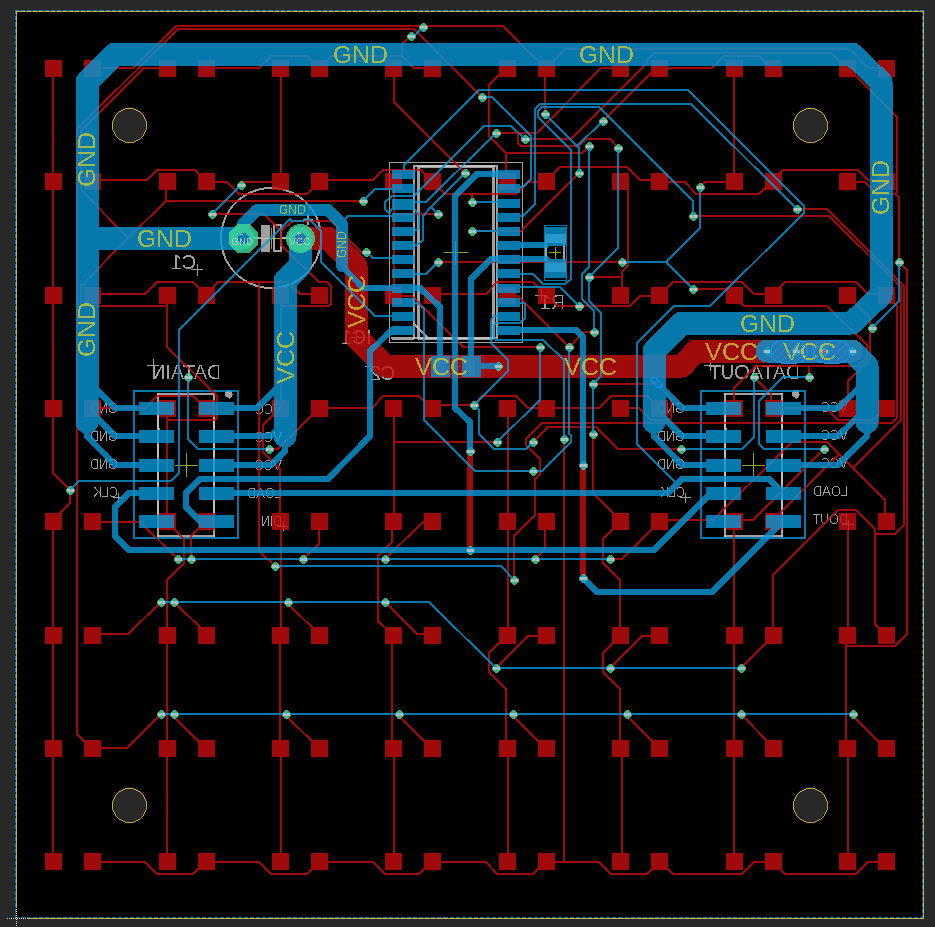 GND
GND
GND
GND
GND
GND
GND
VCC
GND
GND
C1
VCC
R1
GND
GND
IC1
VCC
VCC
VCC
VCC
VCC
C2
DATAIN
DATAOUT
GND
VCC
GND
VCC
GND
VCC
GND
VCC
GND
VCC
GND
VCC
CLK
LOAD
CLK
LOAD
DIN
DOUT